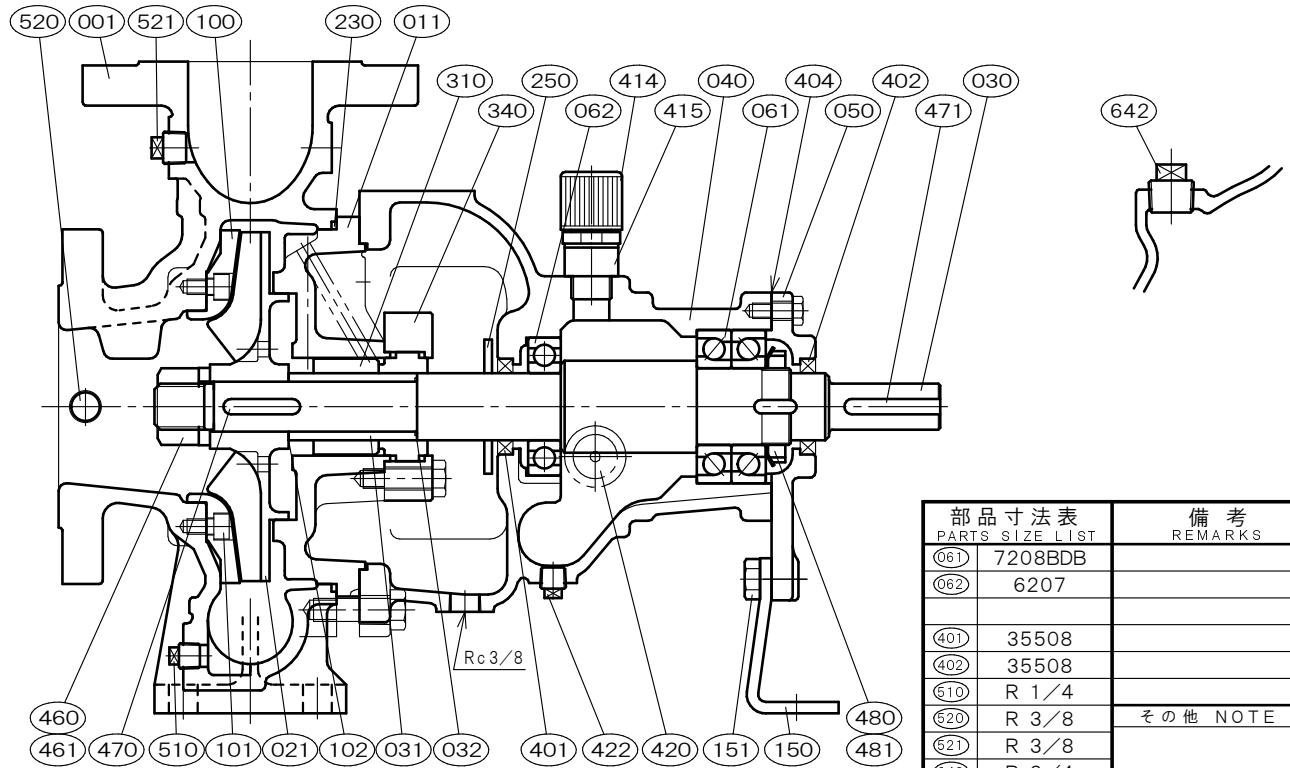 520 001 521 100 230 011
310 250 414 040 404 402 030
340 062 415 061 050 471 642
Rc 3/8
460 480
461 470 510 101 021 102 031 032 401 422 420 151 150 481
部品寸法表 備考
PARTS SIZE LIST REMARKS
061 7208BDB
062 6207
401 35508
402 35508
510 R 1/4
520 R 3/8 その他 NOTE
521 R 3/8